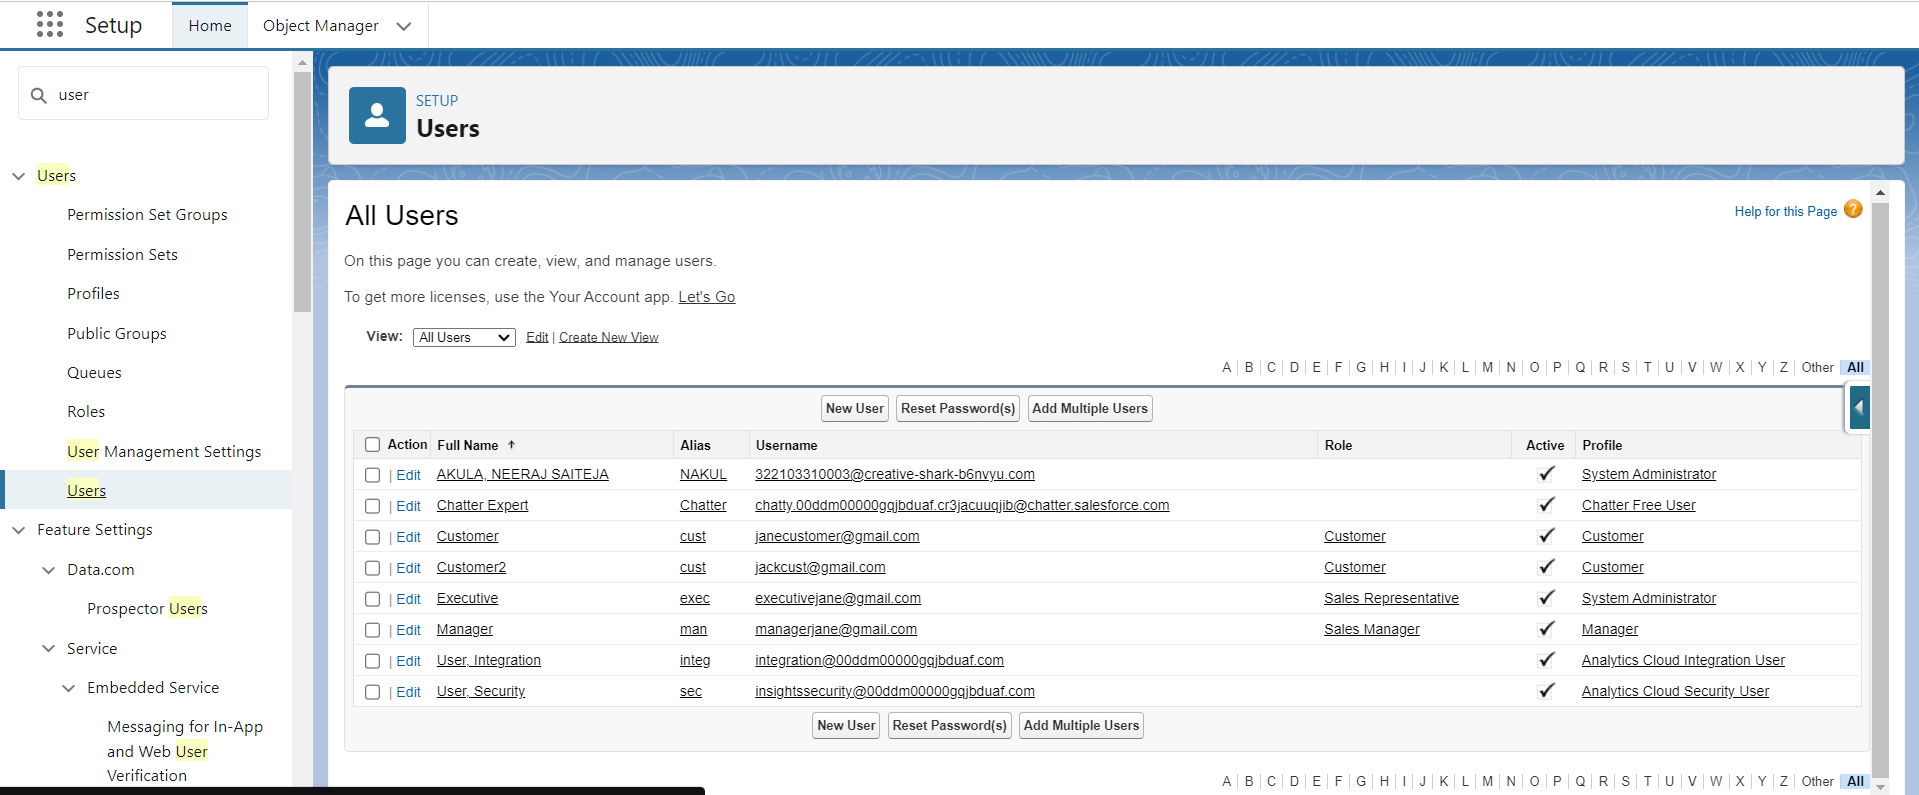 Setup Home Object Manager
user
Users
Permission Set Groups
Permission Sets
Profiles
Public Groups
Queues
Roles
User Management Settings
Users
Feature Settings
Data.com
Prospector Users
Service
Embedded Service
Messaging for In-App
and Web User
Verification
SETUP
Users
All Users
Help for this Page ?
On this page you can create, view, and manage users.
To get more licenses, use the Your Account app. Let's Go
View: All Users Edit | Create New View
A | B | C | D | E | F | G | H | I | J | K | L | M | N | O | P | Q | R | S | T | U | V | W | X | Y | Z | Other | All
New User Reset Password(s) Add Multiple Users
Action Full Name ↑ Alias Username Role Active Profile
| Edit AKULA, NEERAJ SAITEJA NAKUL 322103310003@creative-shark-b6nvyu.com ✓ System Administrator
| Edit Chatter Expert Chatter chatty.00ddm00000gqjbduaf.cr3jacuuqjib@chatter.salesforce.com ✓ Chatter Free User
| Edit Customer cust janecustomer@gmail.com Customer ✓ Customer
| Edit Customer2 cust jackcust@gmail.com Customer ✓ Customer
| Edit Executive exec executivejane@gmail.com Sales Representative ✓ System Administrator
| Edit Manager man managerjane@gmail.com Sales Manager ✓ Manager
| Edit User, Integration integ integration@00ddm00000gqjbduaf.com ✓ Analytics Cloud Integration User
| Edit User, Security sec insightssecurity@00ddm00000gqjbduaf.com ✓ Analytics Cloud Security User
New User Reset Password(s) Add Multiple Users
A | B | C | D | E | F | G | H | I | J | K | L | M | N | O | P | Q | R | S | T | U | V | W | X | Y | Z | Other | All